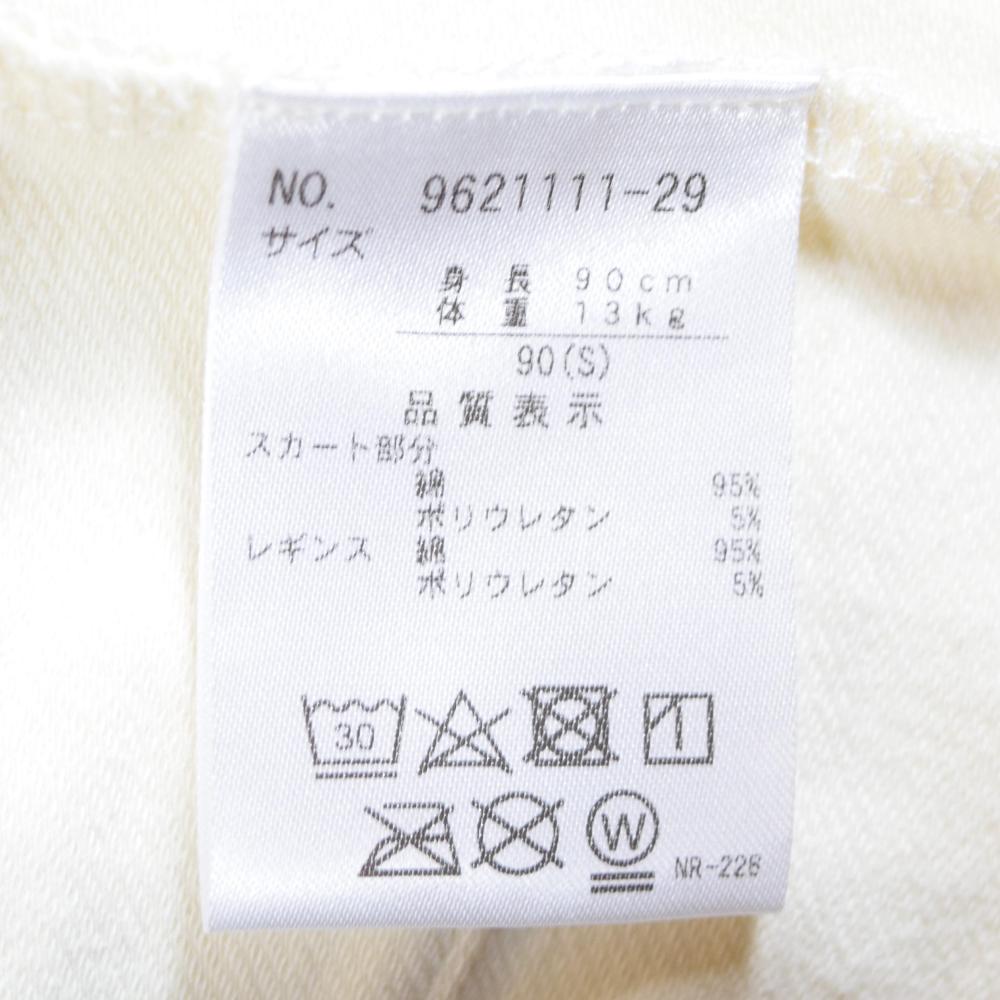 NO. 9621111-29
サイズ
身長 90cm
体重 13kg
90(S)
品質表示
スカート部分
綿 95%
ポリウレタン 5%
レギンス 綿 95%
ポリウレタン 5%
30
W
NR-226